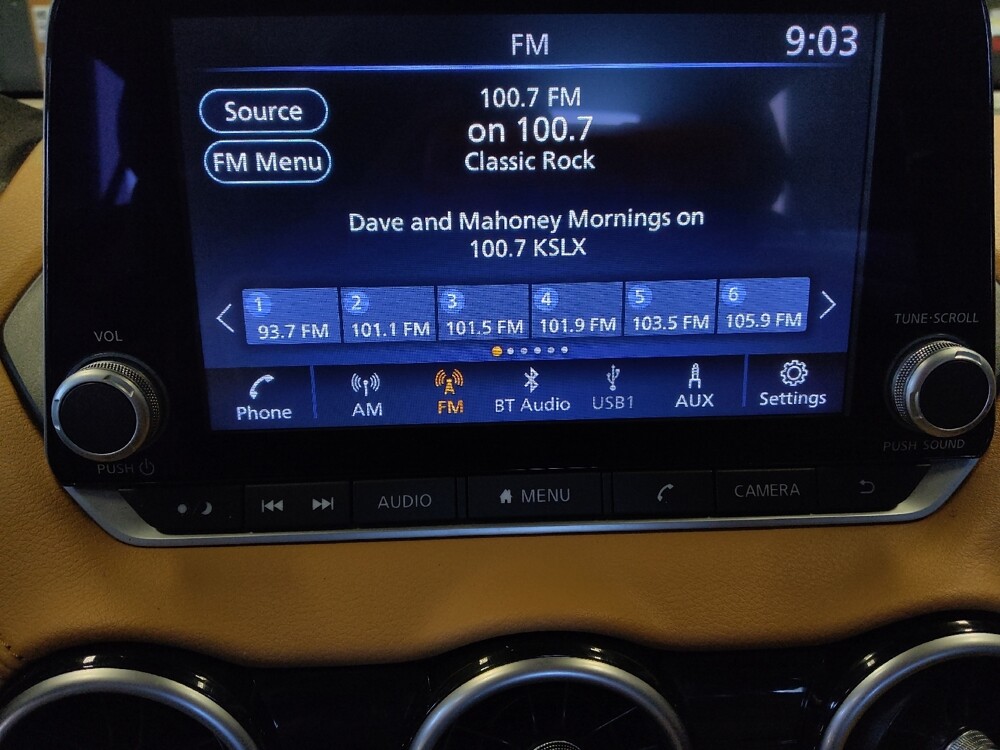 FM
9:03
Source
100.7 FM
on 100.7
FM Menu
Classic Rock
Dave and Mahoney Mornings on
100.7 KSLX
1 2 3 4 5 6
93.7 FM 101.1 FM 101.5 FM 101.9 FM 103.5 FM 105.9 FM
VOL
TUNE·SCROLL
Phone AM FM BT Audio USB1 AUX Settings
PUSH
PUSH SOUND
AUDIO MENU CAMERA